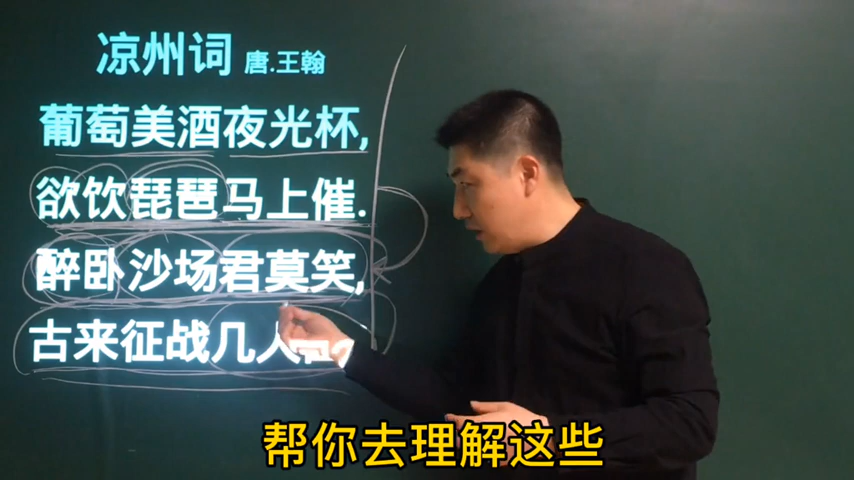 凉州词 唐.王翰
葡萄美酒夜光杯,
欲饮琵琶马上催.
醉卧沙场君莫笑,
古来征战几人
帮你去理解这些